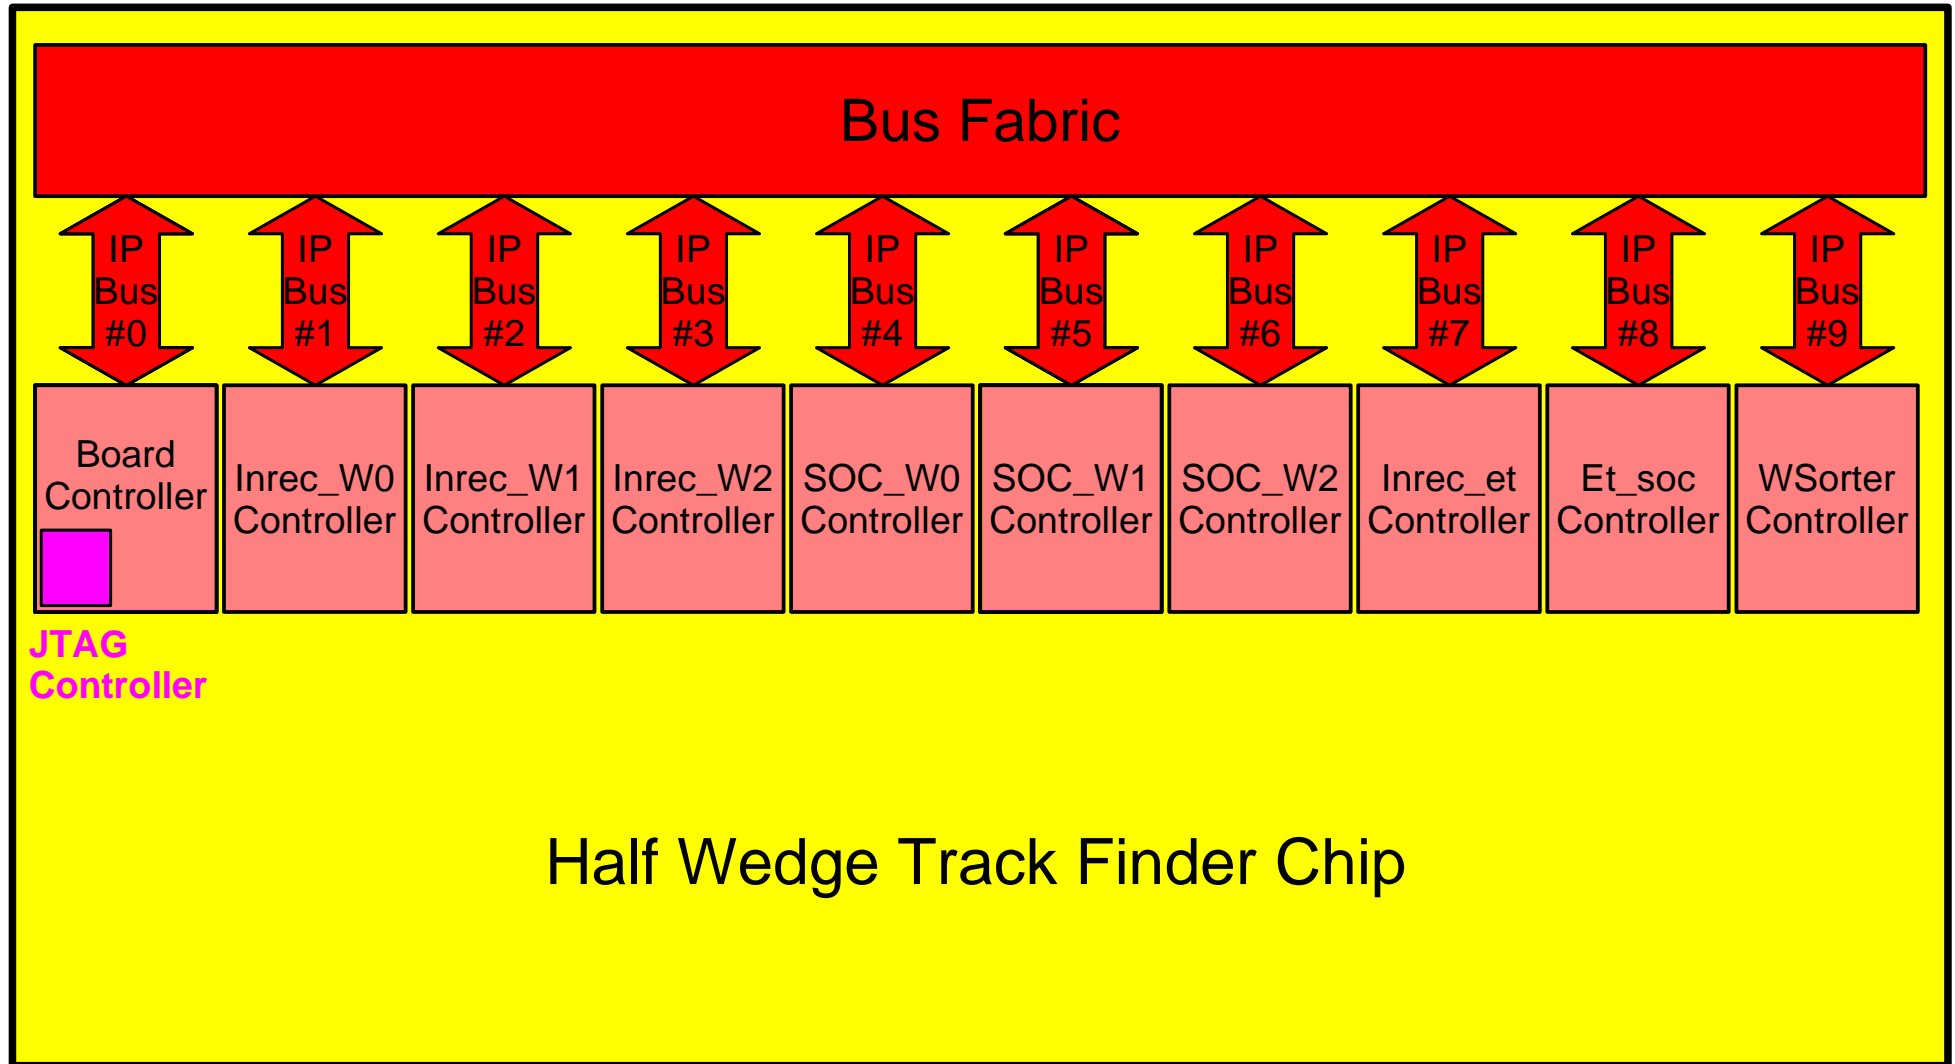 Bus Fabric
IP
Bus
#0
IP
Bus
#1
IP
Bus
#2
IP
Bus
#3
IP
Bus
#4
IP
Bus
#5
IP
Bus
#6
IP
Bus
#7
IP
Bus
#8
IP
Bus
#9
Board
Controller
Inrec_W0
Controller
Inrec_W1
Controller
Inrec_W2
Controller
SOC_W0
Controller
SOC_W1
Controller
SOC_W2
Controller
Inrec_et
Controller
Et_soc
Controller
WSorter
Controller
JTAG
Controller
Half Wedge Track Finder Chip